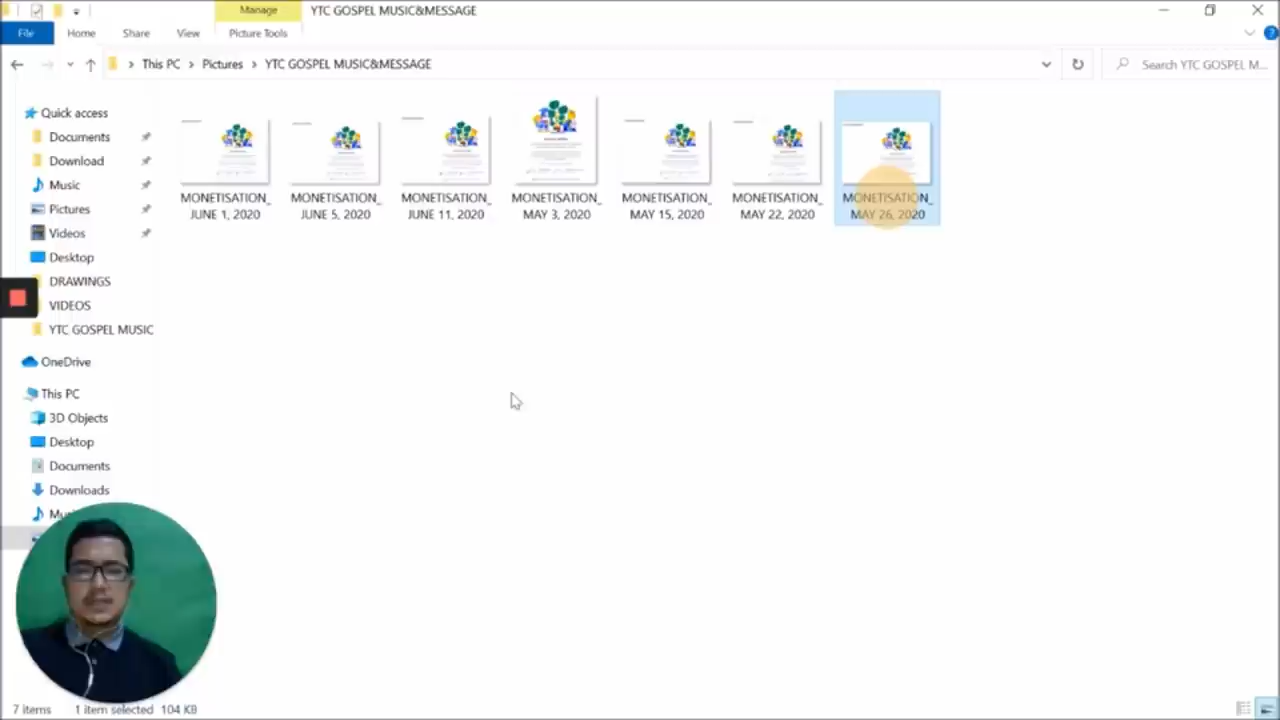 Manage
YTC GOSPEL MUSIC&MESSAGE
File
Home
Share
View
Picture Tools
This PC
Pictures
YTC GOSPEL MUSIC&MESSAGE
Search YTC GOSPEL M...
Quick access
Documents
Download
Music
Pictures
Videos
Desktop
DRAWINGS
VIDEOS
YTC GOSPEL MUSIC
OneDrive
This PC
3D Objects
Desktop
Documents
Downloads
MONETISATION_
JUNE 1, 2020
MONETISATION_
JUNE 5, 2020
MONETISATION_
JUNE 11, 2020
MONETISATION_
MAY 3, 2020
MONETISATION_
MAY 15, 2020
MONETISATION_
MAY 22, 2020
MONETISATION_
MAY 26, 2020
7 items
1 item selected
104 KB